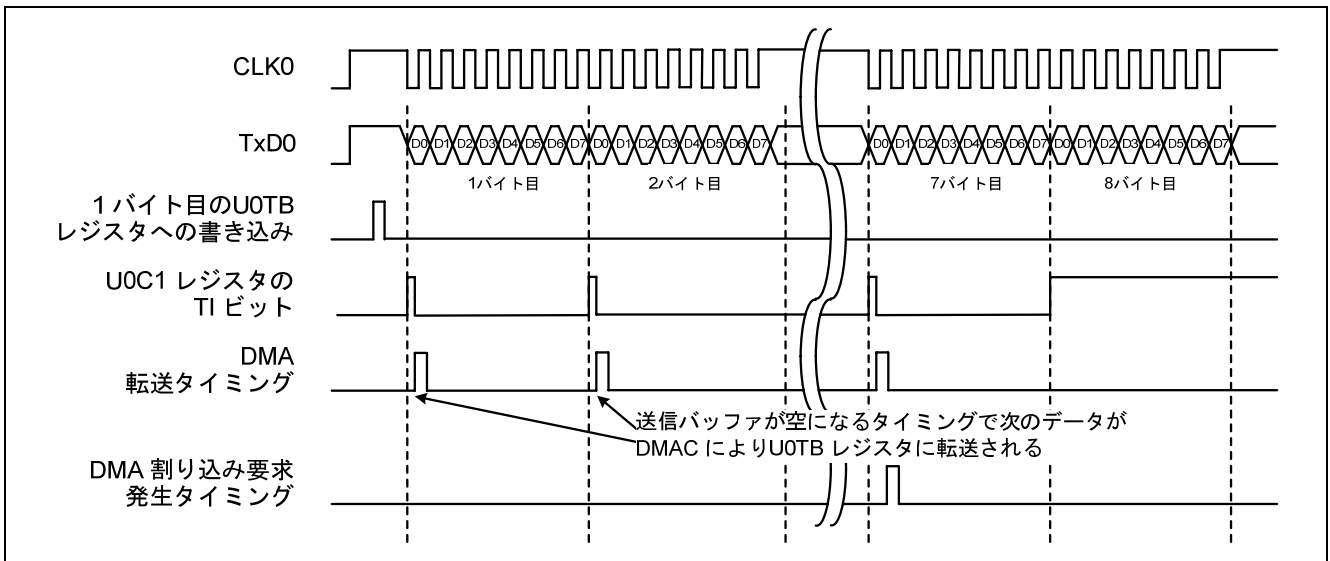 CLK0
TxD0
D0 D1 D2 D3 D4 D5 D6 D7 D0 D1 D2 D3 D4 D5 D6 D7 D0 D1 D2 D4 D5 D6 D7 D0 D1 D2 D3 D4 D5 D6 D7
1バイト目
2バイト目
7バイト目
8バイト目
1 バイト目のU0TB
レジスタへの書き込み
U0C1 レジスタの
TI ビット
DMA
転送タイミング
送信バッファが空になるタイミングで次のデータが
DMAC によりU0TB レジスタに転送される
DMA 割り込み要求
発生タイミング